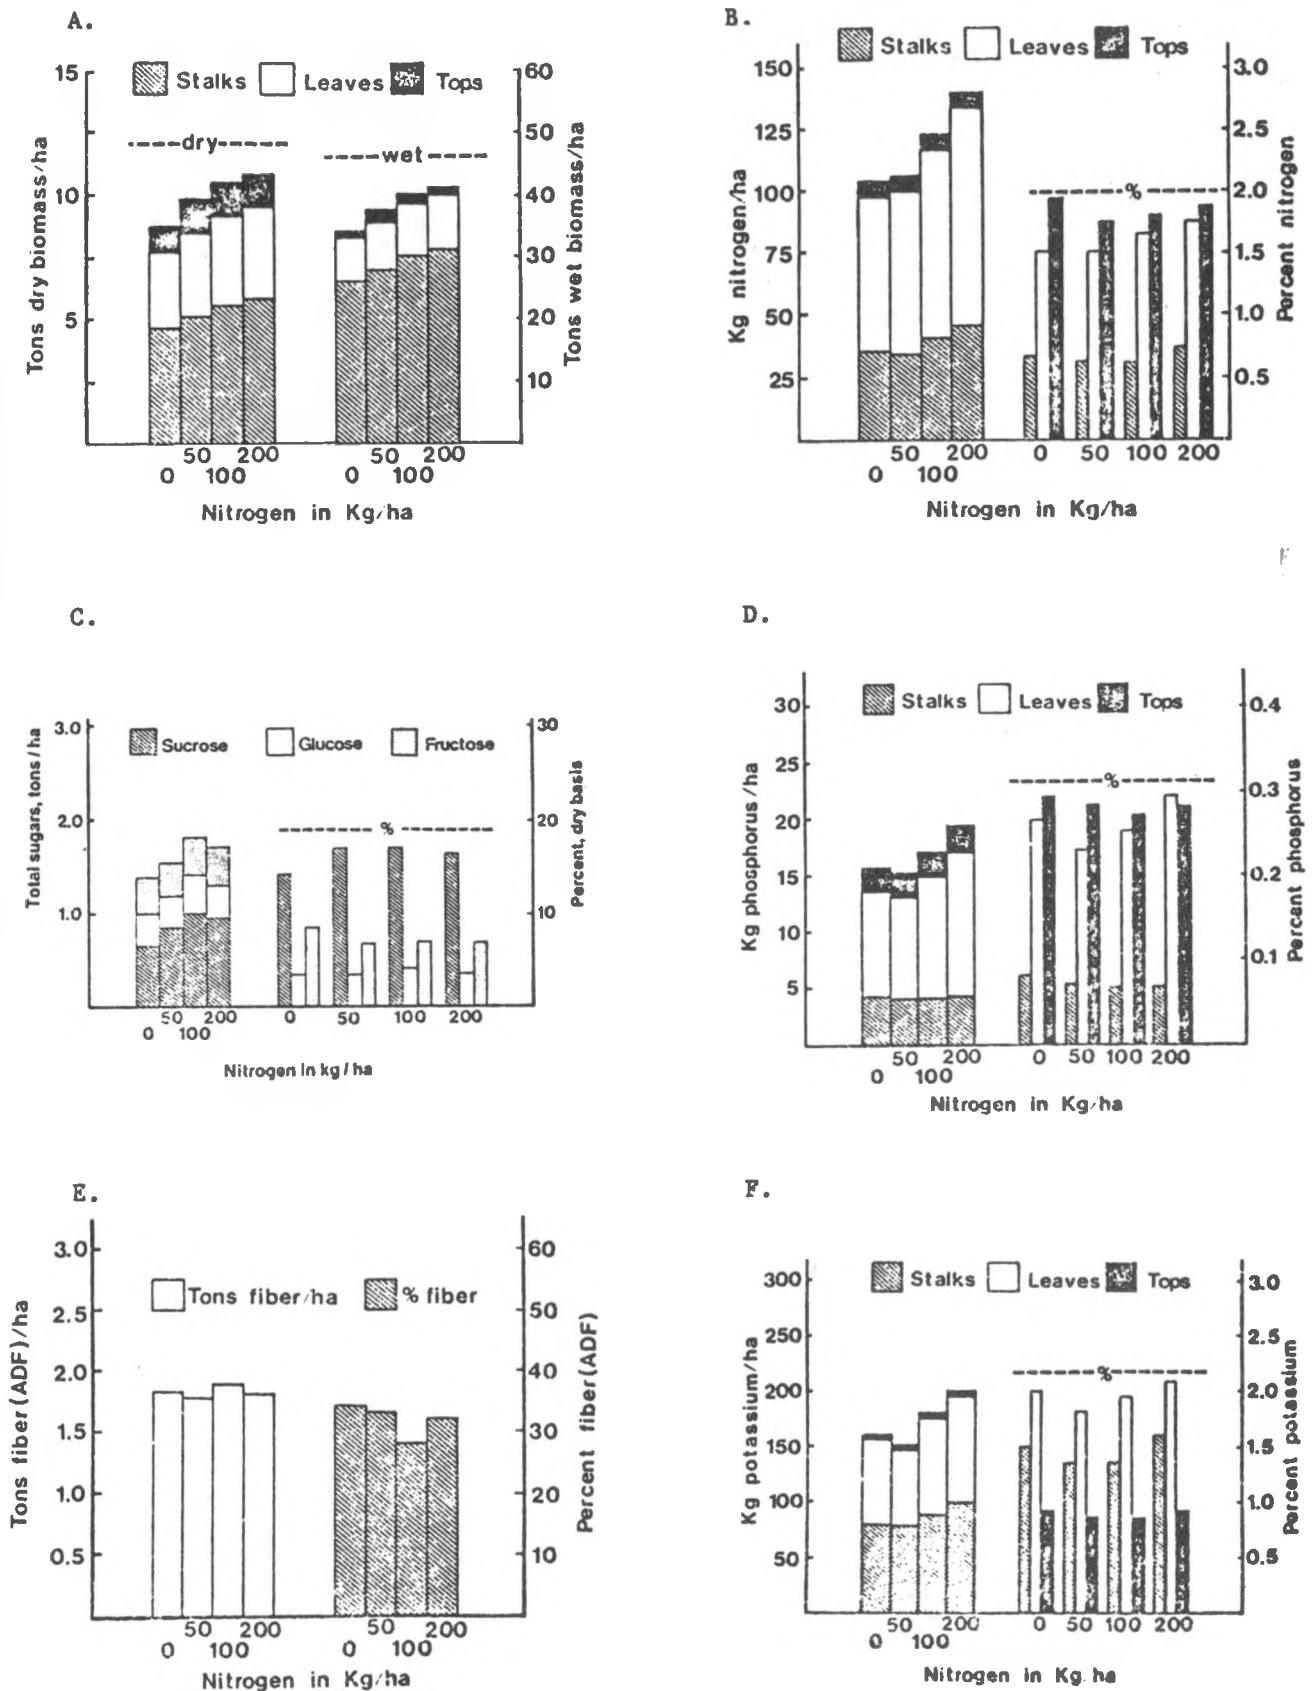 A.
15
10
5
Tons dry biomass/ha
Stalks Leaves Tops
dry
wet
60
50
40
30
20
10
Tons wet biomass/ha
50 200 50 200
0 100 0 100
Nitrogen in Kg/ha
B.
150
125
100
75
50
25
Kg nitrogen/ha
Stalks Leaves Tops
%
3.0
2.5
2.0
1.5
1.0
0.5
Percent nitrogen
50 200 0 50 100 200
0 100
Nitrogen in Kg/ha
C.
3.0
2.0
1.0
Total sugars, tons/ha
Sucrose Glucose Fructose
%
30
20
10
Percent, dry basis
50 200 0 50 100 200
0 100
Nitrogen in kg/ha
D.
30
25
20
15
10
5
Kg phosphorus/ha
Stalks Leaves Tops
%
0.4
0.3
0.2
0.1
Percent phosphorus
50 200 0 50 100 200
0 100
Nitrogen in Kg/ha
E.
3.0
2.5
2.0
1.5
1.0
0.5
Tons fiber(ADF)/ha
Tons fiber/ha % fiber
60
50
40
30
20
10
Percent fiber(ADF)
50 200 50 200
0 100 0 100
Nitrogen in Kg/ha
F.
300
250
200
150
100
50
Kg potassium/ha
Stalks Leaves Tops
%
3.0
2.5
2.0
1.5
1.0
0.5
Percent potassium
50 200 0 50 100 200
0 100
Nitrogen in Kg. ha